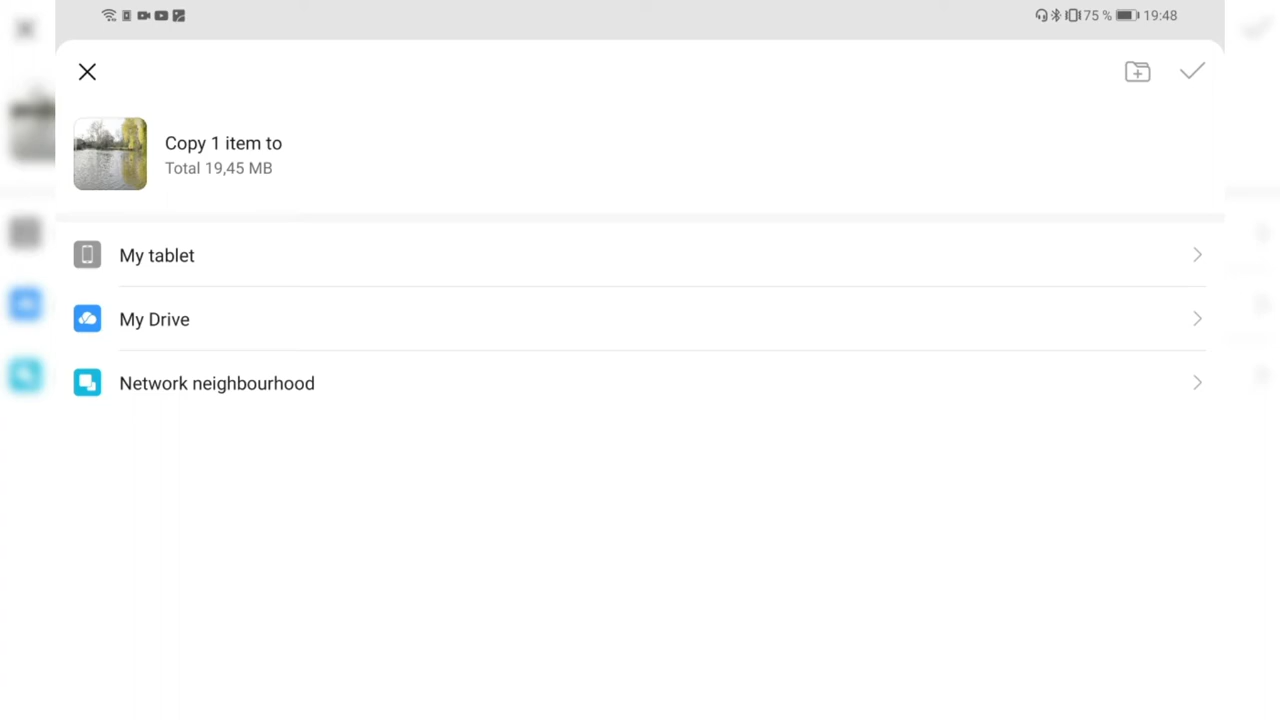 75 % 19:48
Copy 1 item to
Total 19,45 MB
My tablet
My Drive
Network neighbourhood